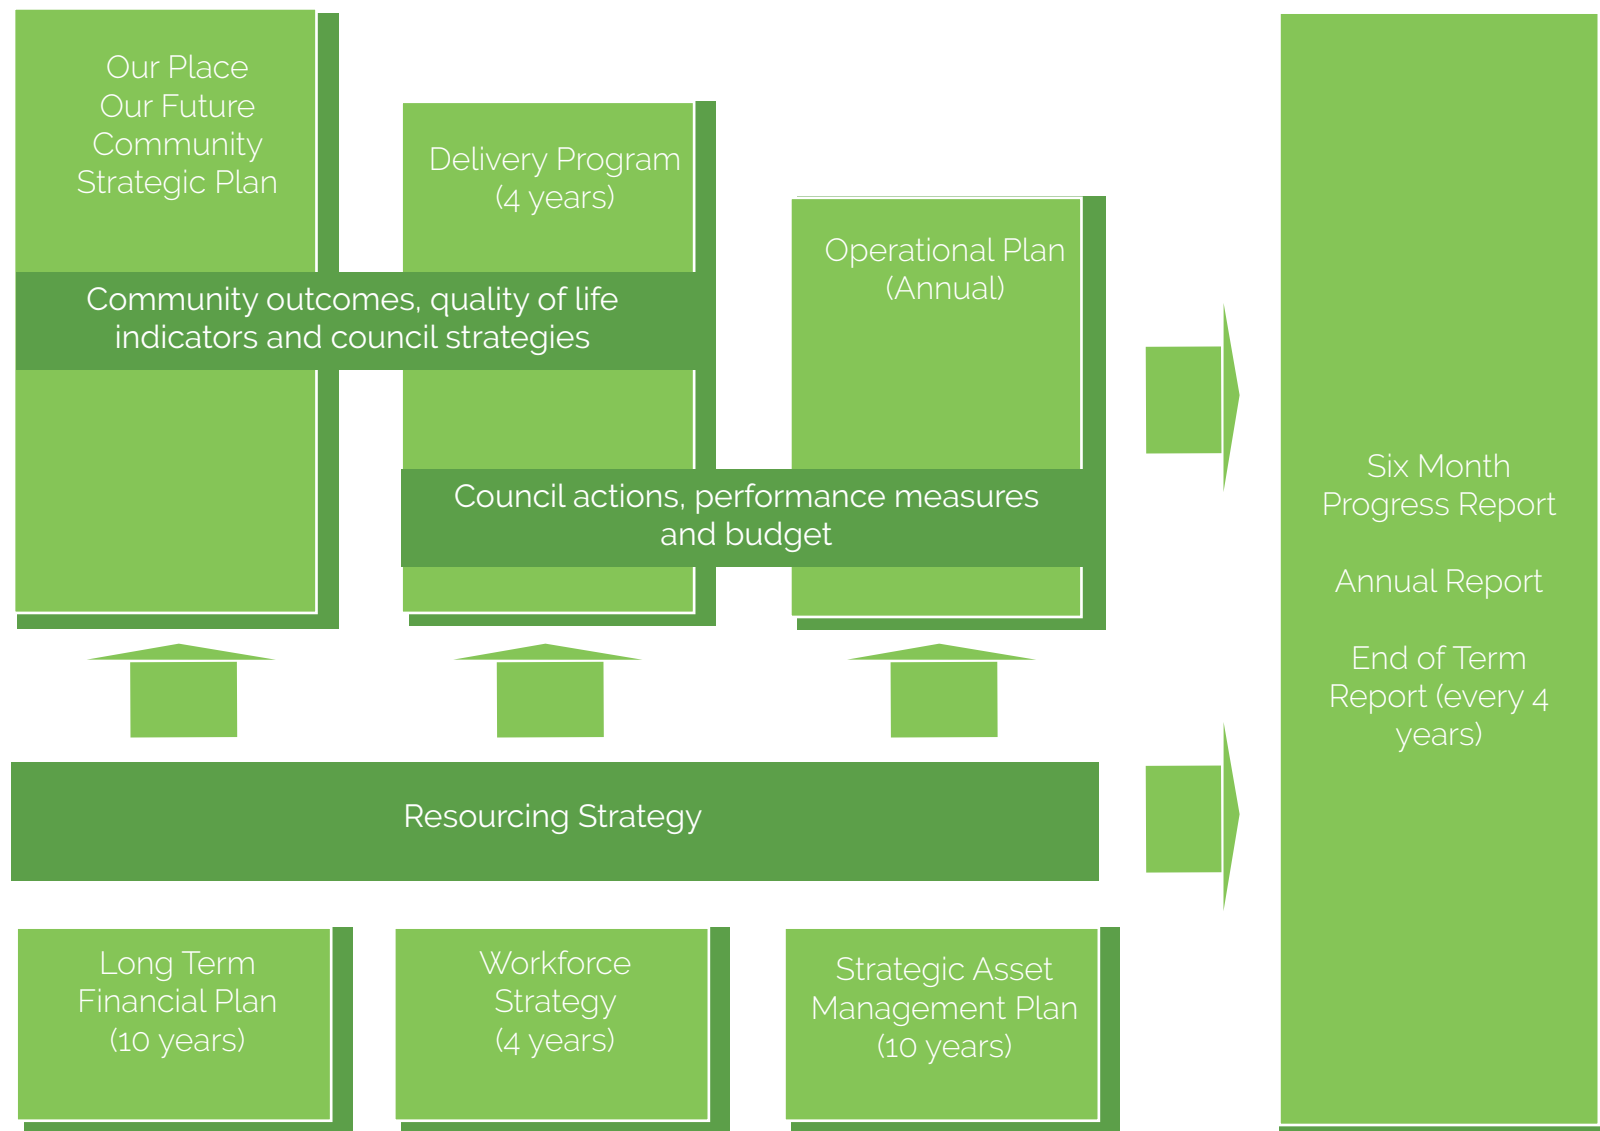 Our Place
Our Future
Community
Strategic Plan
Delivery Program
(4 years)
Operational Plan
(Annual)
Community outcomes, quality of life
indicators and council strategies
Council actions, performance measures
and budget
Six Month
Progress Report
Annual Report
End of Term
Report (every 4
years)
Resourcing Strategy
Long Term
Financial Plan
(10 years)
Workforce
Strategy
(4 years)
Strategic Asset
Management Plan
(10 years)